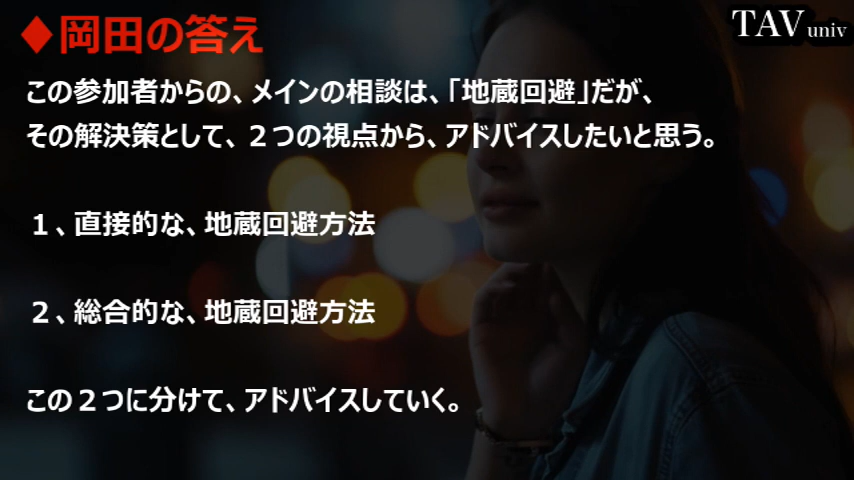 ◆岡田の答え
TAV univ
この参加者からの、メインの相談は、「地蔵回避」だが、
その解決策として、２つの視点から、アドバイスしたいと思う。
１、直接的な、地蔵回避方法
２、総合的な、地蔵回避方法
この２つに分けて、アドバイスしていく。